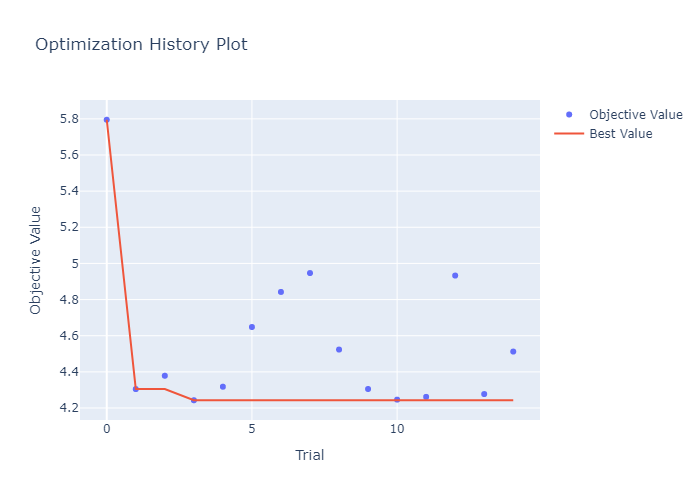 Optimization History Plot
Objective Value
Best Value
5.8
5.6
5.4
5.2
5
4.8
4.6
4.4
4.2
Objective Value
0
5
10
Trial